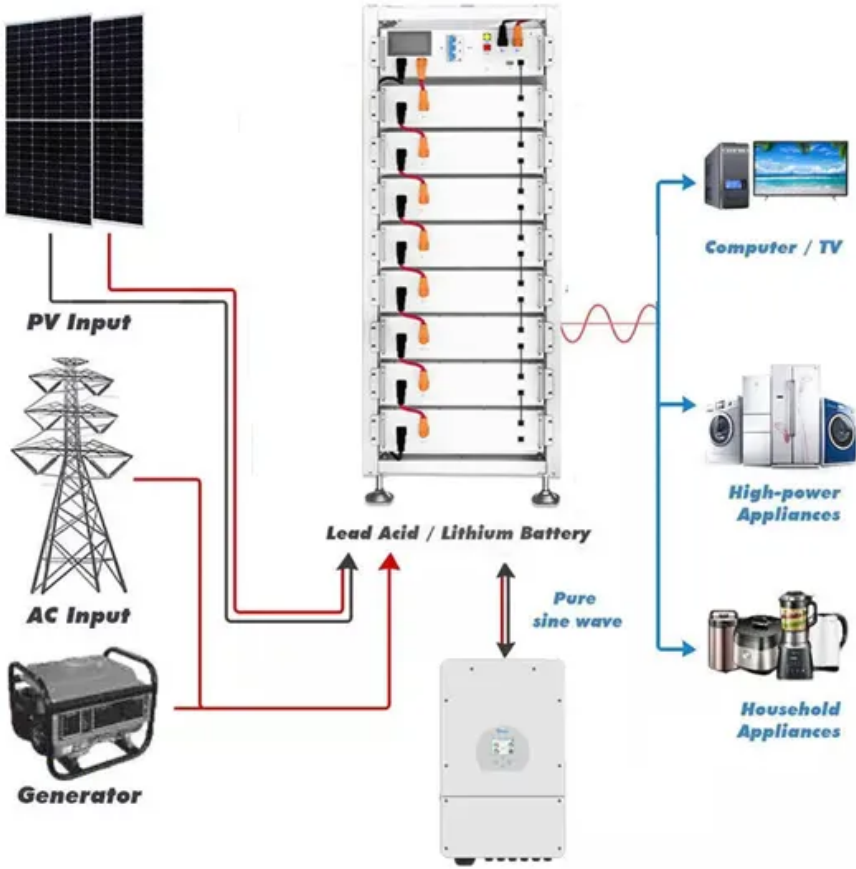 PV Input
AC Input
Generator
Lead Acid / Lithium Battery
Pure
sine wave
Computer / TV
High-power
Appliances
Household
Appliances